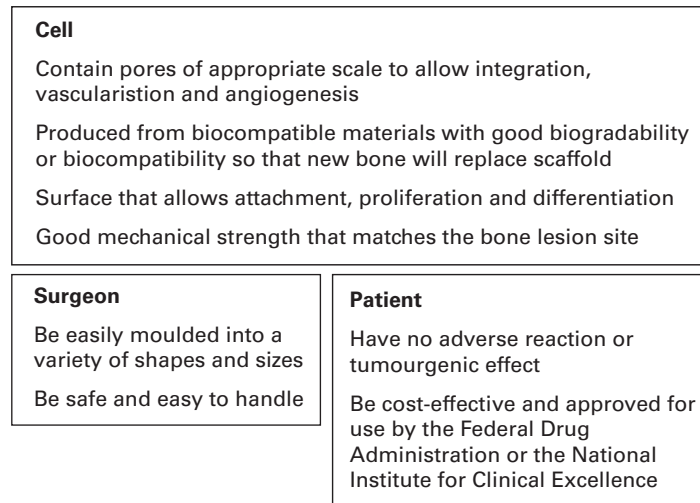 Cell
Contain pores of appropriate scale to allow integration,
vascularistion and angiogenesis
Produced from biocompatible materials with good biogradability
or biocompatibility so that new bone will replace scaffold
Surface that allows attachment, proliferation and differentiation
Good mechanical strength that matches the bone lesion site
Surgeon
Be easily moulded into a
variety of shapes and sizes
Be safe and easy to handle
Patient
Have no adverse reaction or
tumourgenic effect
Be cost-effective and approved for
use by the Federal Drug
Administration or the National
Institute for Clinical Excellence